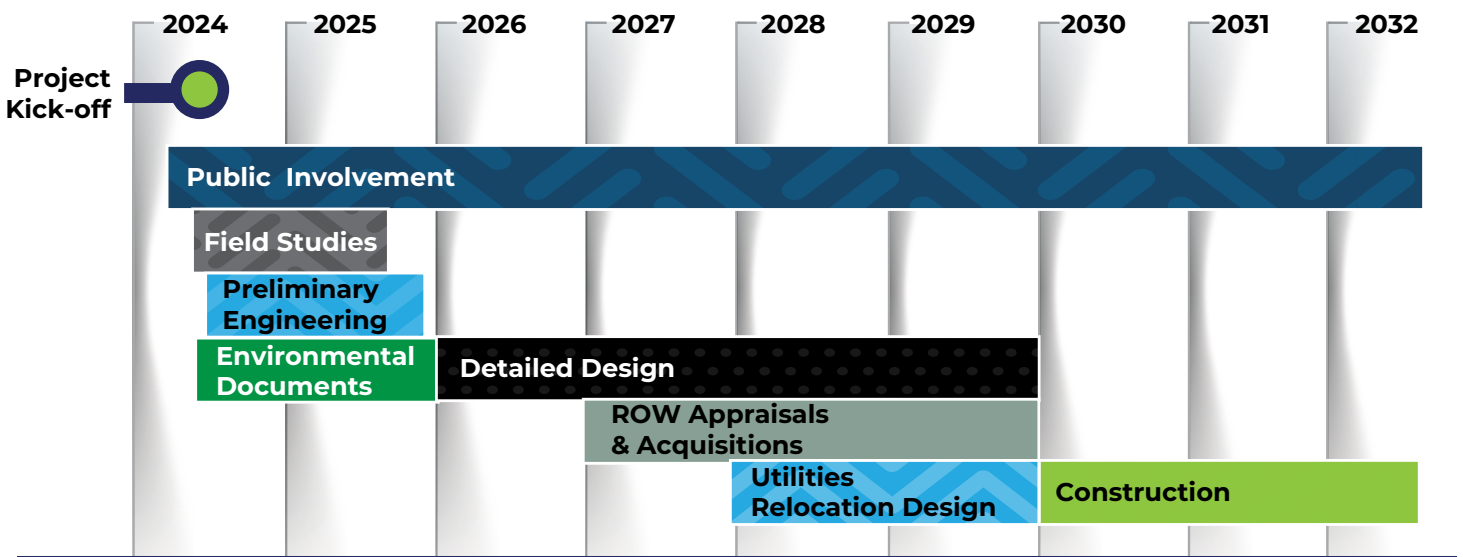 2024 2025 2026 2027 2028 2029 2030 2031 2032
Project
Kick-off
Public Involvement
Field Studies
Preliminary
Engineering
Environmental
Documents
Detailed Design
ROW Appraisals
& Acquisitions
Utilities
Relocation Design
Construction